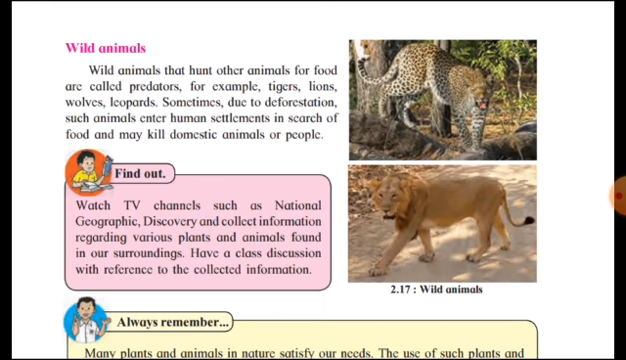 Wild animals
Wild animals that hunt other animals for food
are called predators, for example, tigers, lions,
wolves, leopards. Sometimes, due to deforestation,
such animals enter human settlements in search of
food and may kill domestic animals or people.
Find out.
Watch TV channels such as National
Geographic, Discovery and collect information
regarding various plants and animals found
in our surroundings. Have a class discussion
with reference to the collected information.
2.17 : Wild animals
Always remember...
Many plants and animals in nature satisfy our needs. The use of such plants and